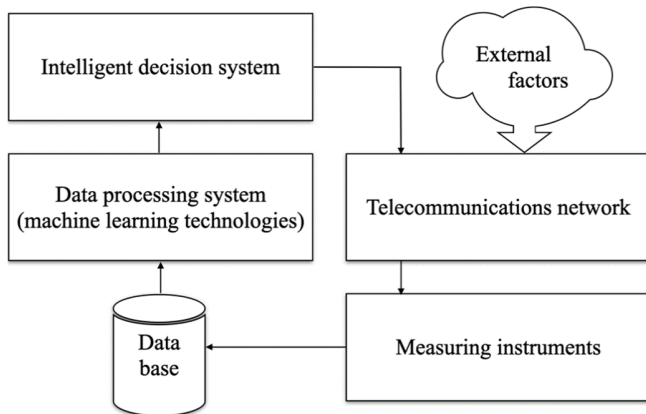 Intelligent decision system
External
factors
Data processing system
(machine learning technologies)
Telecommunications network
Data
base
Measuring instruments